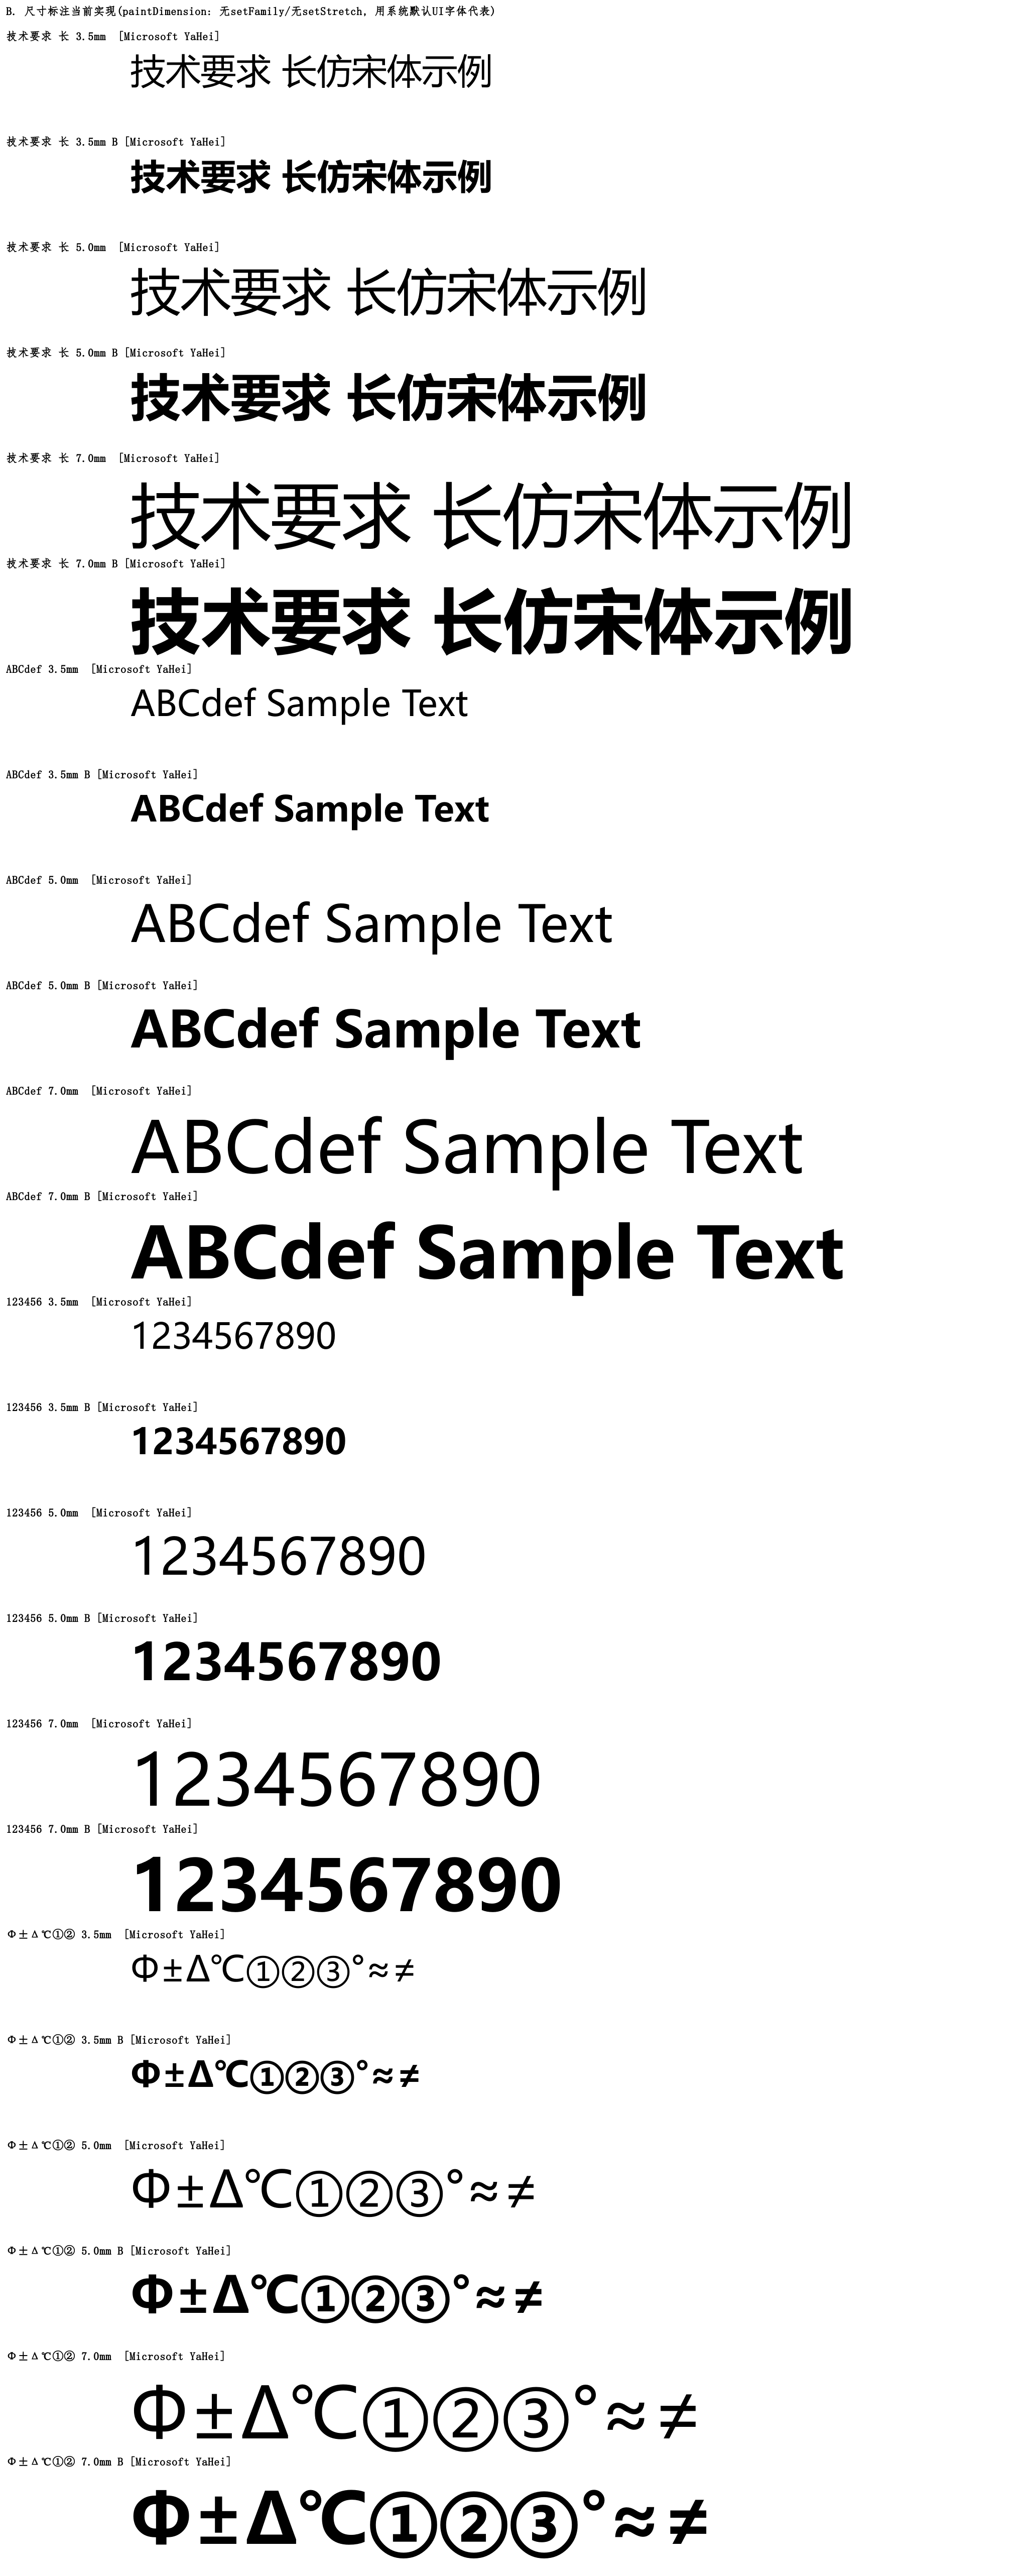 B. 尺寸标注当前实现(paintDimension: 无setFamily/无setStretch, 用系统默认UI字体代表)
技术要求 长 3.5mm  [Microsoft YaHei]
技术要求 长仿宋体示例
技术要求 长 3.5mm B [Microsoft YaHei]
技术要求 长仿宋体示例
技术要求 长 5.0mm  [Microsoft YaHei]
技术要求 长仿宋体示例
技术要求 长 5.0mm B [Microsoft YaHei]
技术要求 长仿宋体示例
技术要求 长 7.0mm  [Microsoft YaHei]
技术要求 长仿宋体示例
技术要求 长 7.0mm B [Microsoft YaHei]
技术要求 长仿宋体示例
ABCdef 3.5mm  [Microsoft YaHei]
ABCdef Sample Text
ABCdef 3.5mm B [Microsoft YaHei]
ABCdef Sample Text
ABCdef 5.0mm  [Microsoft YaHei]
ABCdef Sample Text
ABCdef 5.0mm B [Microsoft YaHei]
ABCdef Sample Text
ABCdef 7.0mm  [Microsoft YaHei]
ABCdef Sample Text
ABCdef 7.0mm B [Microsoft YaHei]
ABCdef Sample Text
123456 3.5mm  [Microsoft YaHei]
1234567890
123456 3.5mm B [Microsoft YaHei]
1234567890
123456 5.0mm  [Microsoft YaHei]
1234567890
123456 5.0mm B [Microsoft YaHei]
1234567890
123456 7.0mm  [Microsoft YaHei]
1234567890
123456 7.0mm B [Microsoft YaHei]
1234567890
Φ±Δ℃①② 3.5mm  [Microsoft YaHei]
Φ±Δ℃①②③°≈≠
Φ±Δ℃①② 3.5mm B [Microsoft YaHei]
Φ±Δ℃①②③°≈≠
Φ±Δ℃①② 5.0mm  [Microsoft YaHei]
Φ±Δ℃①②③°≈≠
Φ±Δ℃①② 5.0mm B [Microsoft YaHei]
Φ±Δ℃①②③°≈≠
Φ±Δ℃①② 7.0mm  [Microsoft YaHei]
Φ±Δ℃①②③°≈≠
Φ±Δ℃①② 7.0mm B [Microsoft YaHei]
Φ±Δ℃①②③°≈≠